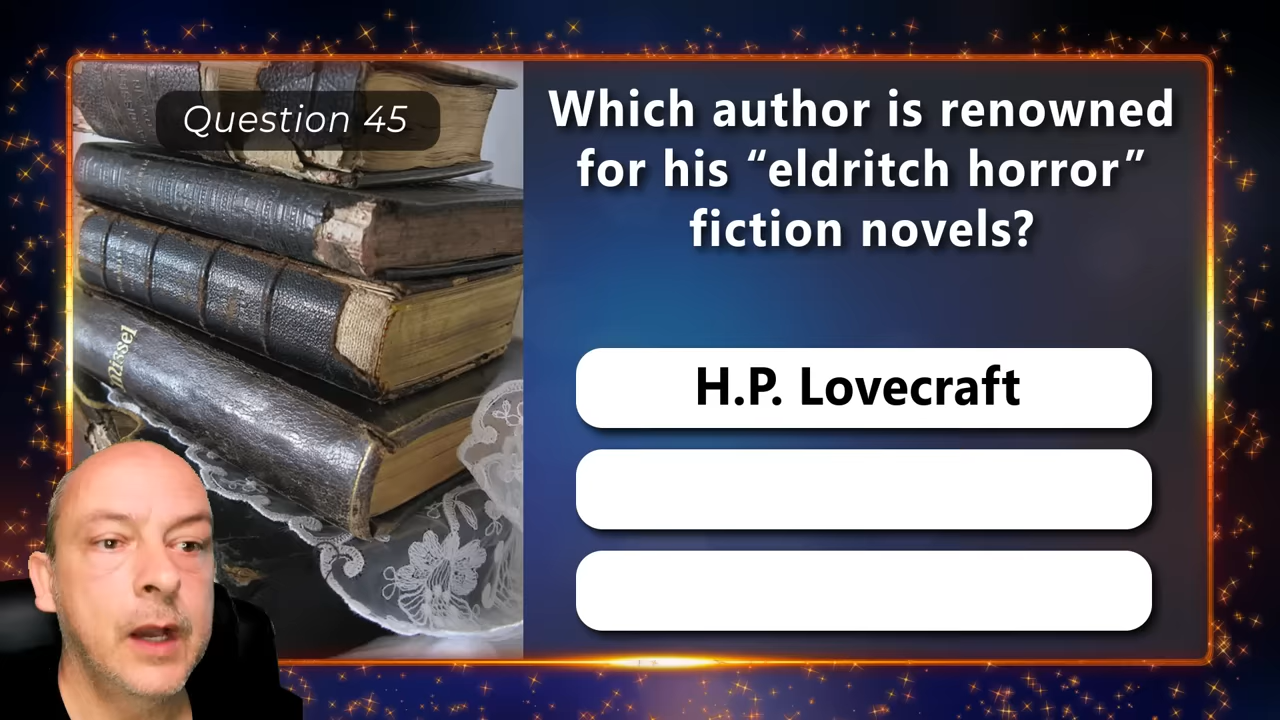 Question 45
Which author is renowned
for his “eldritch horror”
fiction novels?
H.P. Lovecraft
Missel